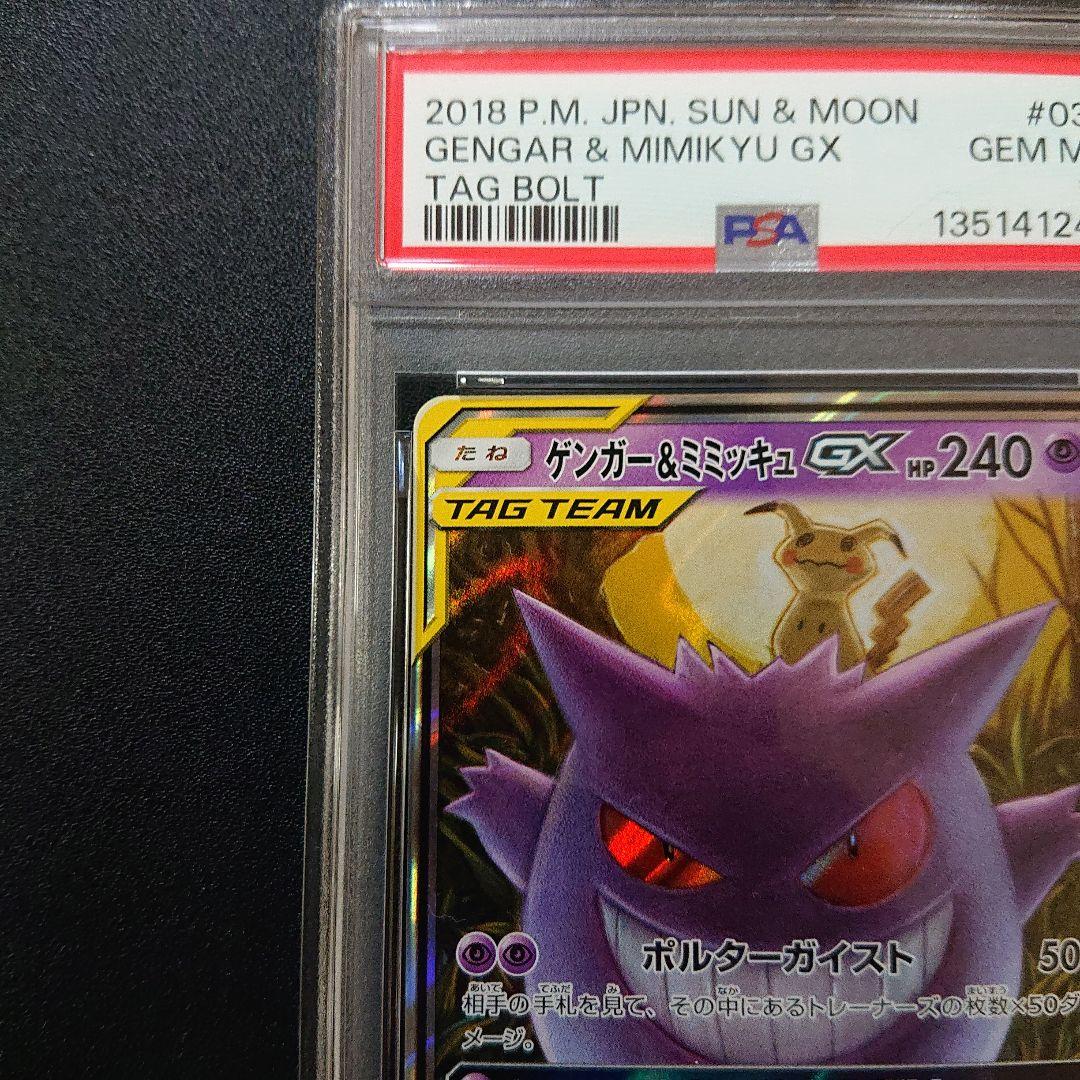 2018 P.M. JPN. SUN & MOON #03
GENGAR & MIMIKYU GX GEM M
TAG BOLT
PSA 13514124
たね ゲンガー&ミミッキュGX HP 240
TAG TEAM
ポルターガイスト 50
相手の手札を見て、その中にあるトレーナーズの枚数×50ダ
メージ。